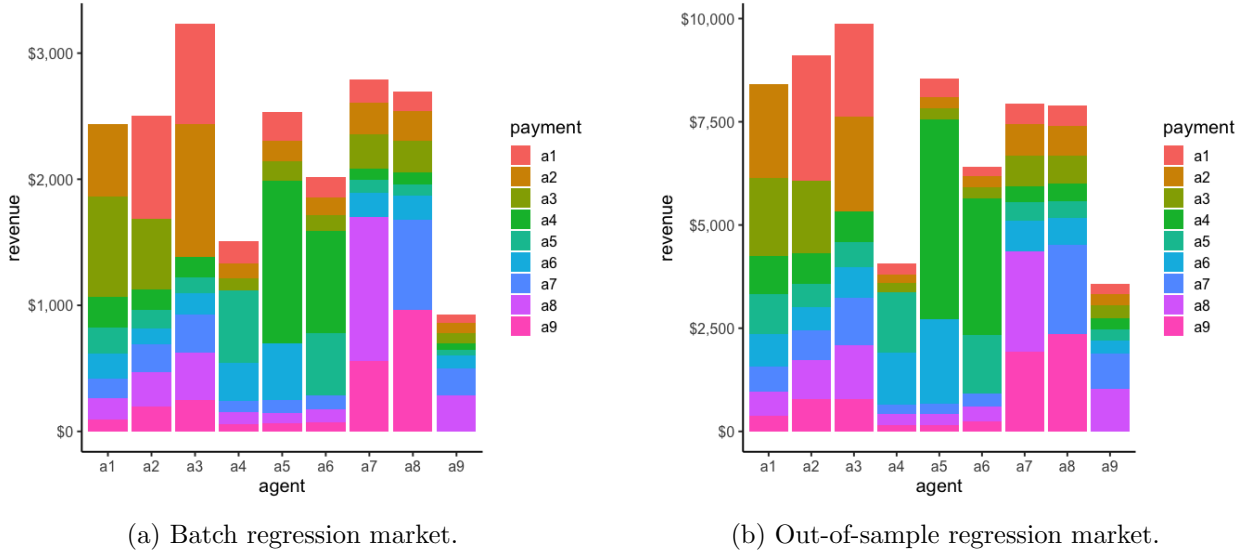 $3,000
$2,000
$1,000
$0
revenue
a1 a2 a3 a4 a5 a6 a7 a8 a9
agent
payment
a1
a2
a3
a4
a5
a6
a7
a8
a9
(a) Batch regression market.
$10,000
$7,500
$5,000
$2,500
$0
revenue
a1 a2 a3 a4 a5 a6 a7 a8 a9
agent
payment
a1
a2
a3
a4
a5
a6
a7
a8
a9
(b) Out-of-sample regression market.